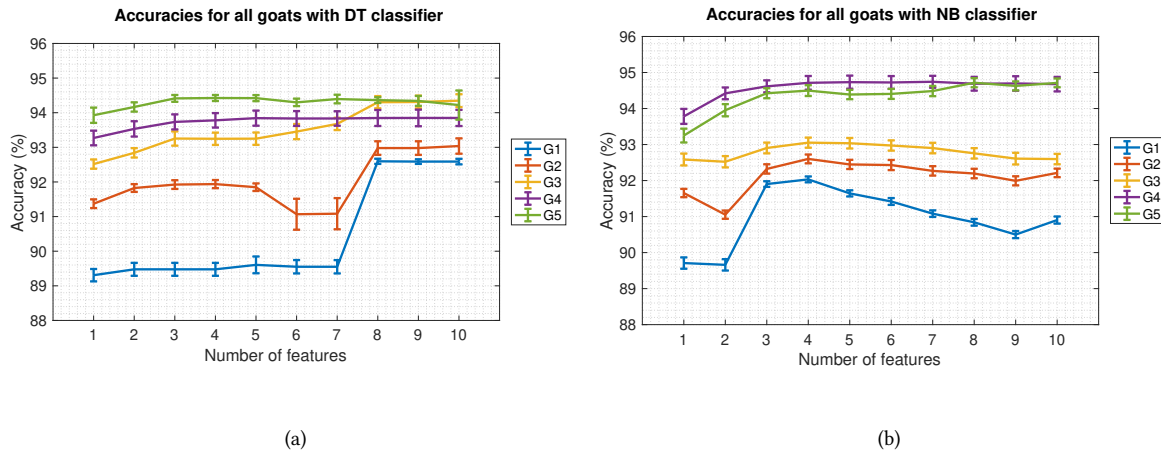 Accuracies for all goats with DT classifier
96
95
94
93
92
91
90
89
88
Accuracy (%)
1 2 3 4 5 6 7 8 9 10
Number of features
G1
G2
G3
G4
G5
(a)
Accuracies for all goats with NB classifier
96
95
94
93
92
91
90
89
88
Accuracy (%)
1 2 3 4 5 6 7 8 9 10
Number of features
G1
G2
G3
G4
G5
(b)